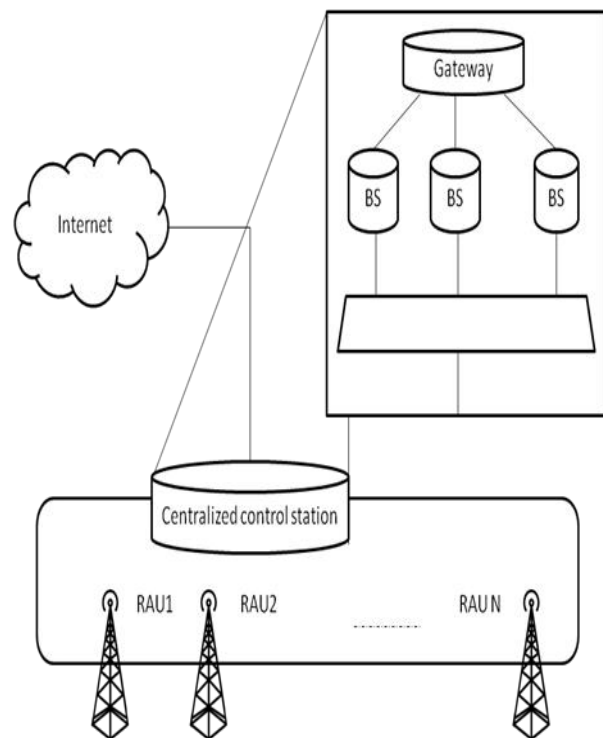 Gateway
BS BS BS
Internet
Centralized control station
RAU1 RAU2 RAU N